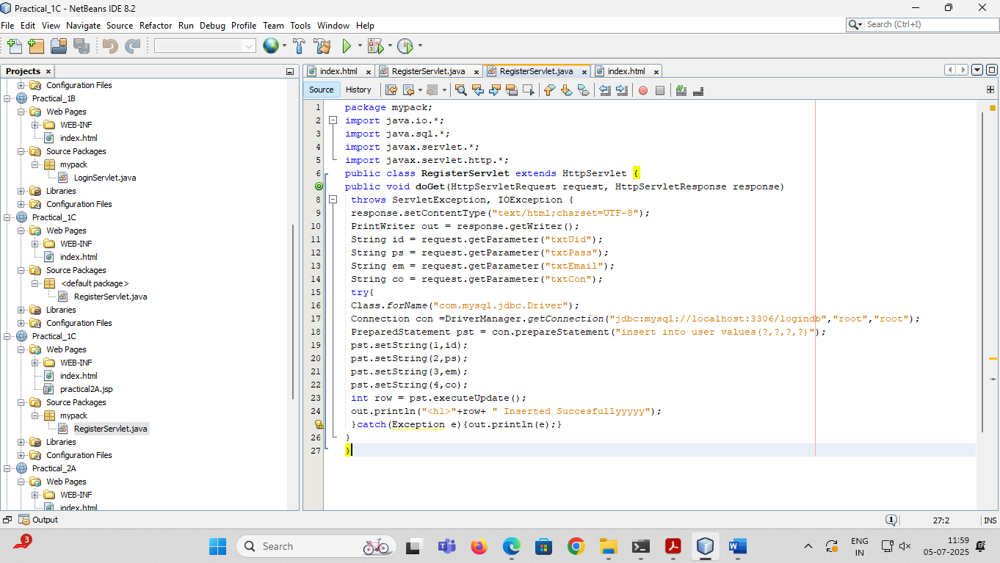 Practical_1C - NetBeans IDE 8.2
File Edit View Navigate Source Refactor Run Debug Profile Team Tools Window Help
Search (Ctrl+I)
Projects
Configuration Files
Practical_1B
Web Pages
WEB-INF
index.html
Source Packages
mypack
LoginServlet.java
Libraries
Configuration Files
Practical_1C
Web Pages
WEB-INF
index.html
Source Packages
<default package>
RegisterServlet.java
Libraries
Configuration Files
Practical_1C
Web Pages
WEB-INF
index.html
practical2A.jsp
Source Packages
mypack
RegisterServlet.java
Libraries
Configuration Files
Practical_2A
Web Pages
WEB-INF
index.html
index.html RegisterServlet.java RegisterServlet.java index.html
Source History
1 package mypack;
2 import java.io.*;
3 import java.sql.*;
4 import javax.servlet.*;
5 import javax.servlet.http.*;
6 public class RegisterServlet extends HttpServlet {
public void doGet(HttpServletRequest request, HttpServletResponse response)
8 throws ServletException, IOException {
9 response.setContentType("text/html;charset=UTF-8");
10 PrintWriter out = response.getWriter();
11 String id = request.getParameter("txtUid");
12 String ps = request.getParameter("txtPass");
13 String em = request.getParameter("txtEmail");
14 String co = request.getParameter("txtCon");
15 try{
16 Class.forName("com.mysql.jdbc.Driver");
17 Connection con =DriverManager.getConnection("jdbc:mysql://localhost:3306/logindb","root","root");
18 PreparedStatement pst = con.prepareStatement("insert into user values(?,?,?,?)");
19 pst.setString(1,id);
20 pst.setString(2,ps);
21 pst.setString(3,em);
22 pst.setString(4,co);
23 int row = pst.executeUpdate();
24 out.println("<h1>"+row+ " Inserted Succesfullyyyyy");
}catch(Exception e){out.println(e);}
26 }
27 }
Output
1
27:2
INS
3
Search
ENG
IN
11:59
05-07-2025